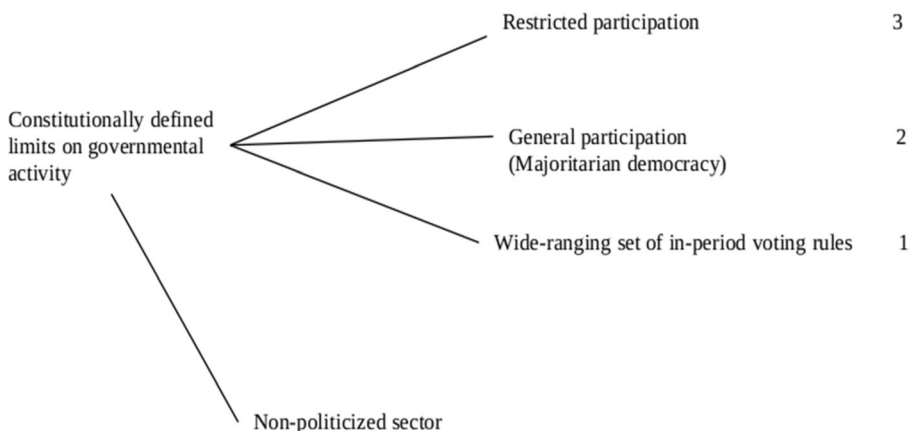 Restricted participation 3
Constitutionally defined
limits on governmental
activity
General participation 2
(Majoritarian democracy)
Wide-ranging set of in-period voting rules 1
Non-politicized sector